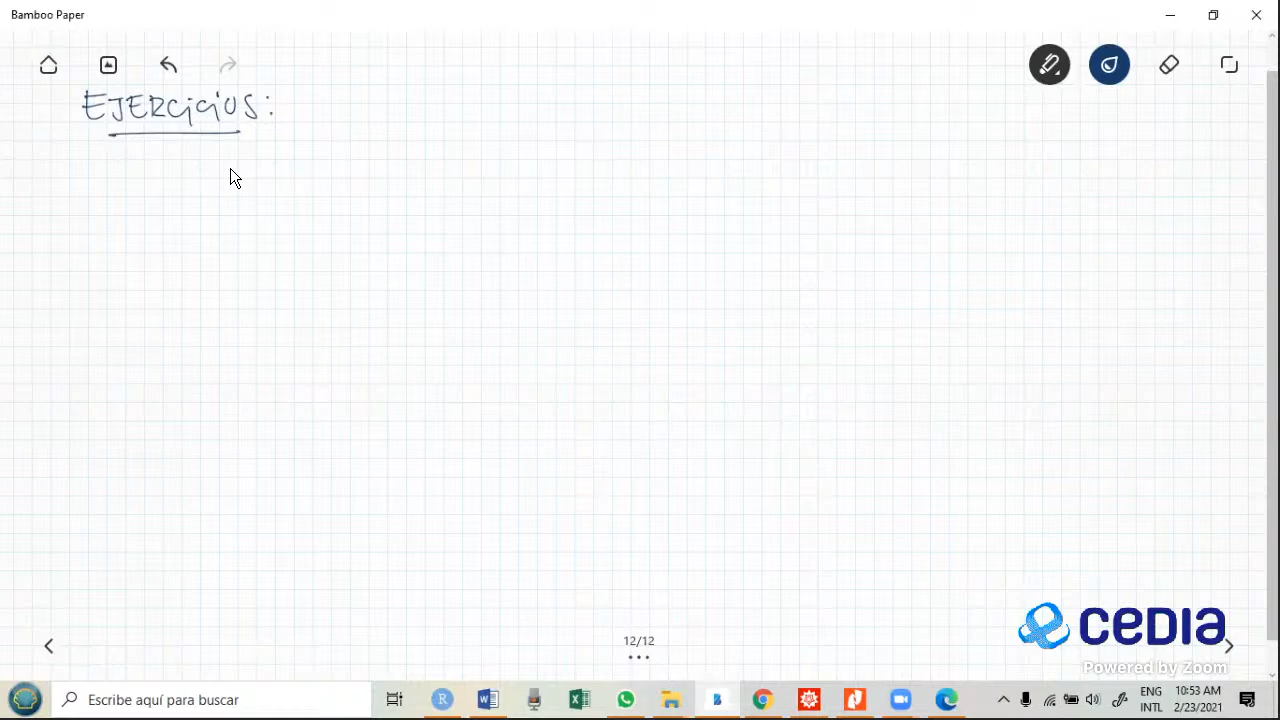 Bamboo Paper
EJERCiCiOS:
12/12
cedia
Powered by Zoom
Escribe aquí para buscar
ENG
INTL
10:53 AM
2/23/2021